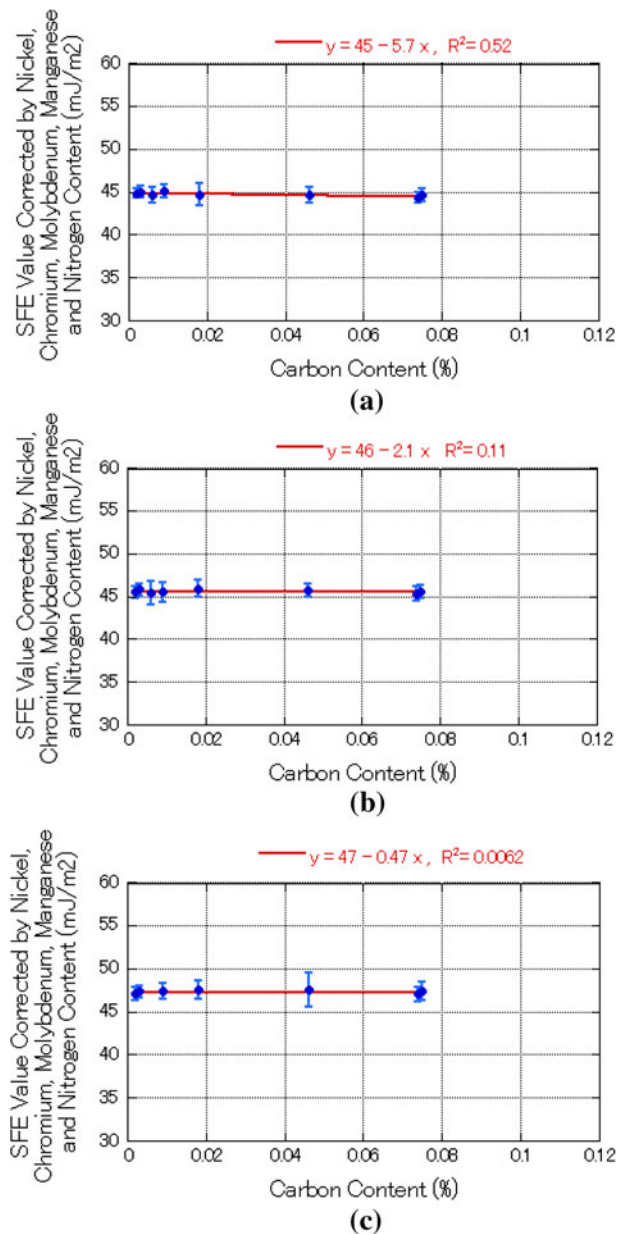 y = 45 - 5.7 x , R²= 0.52
SFE Value Corrected by Nickel,
Chromium, Molybdenum, Manganese
and Nitrogen Content (mJ/m2)
60
55
50
45
40
35
30
0 0.02 0.04 0.06 0.08 0.1 0.12
Carbon Content (%)
(a)
y = 46 - 2.1 x R²= 0.11
SFE Value Corrected by Nickel,
Chromium, Molybdenum, Manganese
and Nitrogen Content (mJ/m2)
60
55
50
45
40
35
30
0 0.02 0.04 0.06 0.08 0.1 0.12
Carbon Content (%)
(b)
y = 47 - 0.47 x , R²= 0.0062
SFE Value Corrected by Nickel,
Chromium, Molybdenum, Manganese
and Nitrogen Content (mJ/m2)
60
55
50
45
40
35
30
0 0.02 0.04 0.06 0.08 0.1 0.12
Carbon Content (%)
(c)